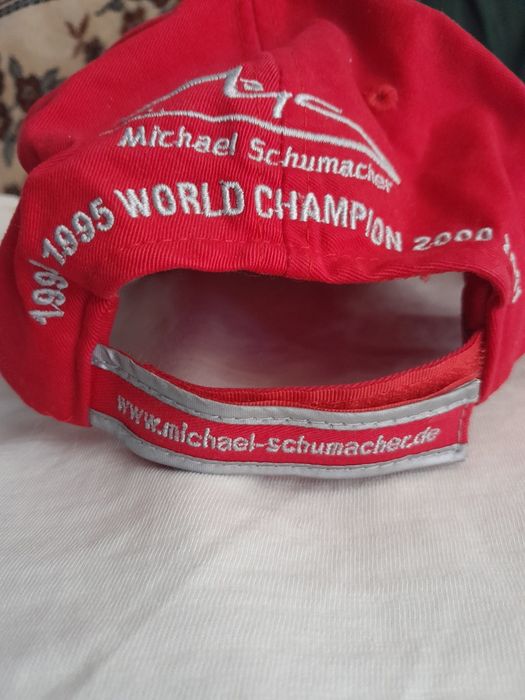 Michael Schumacher
1995 WORLD CHAMPION 2000
www.michael-schumacher.de